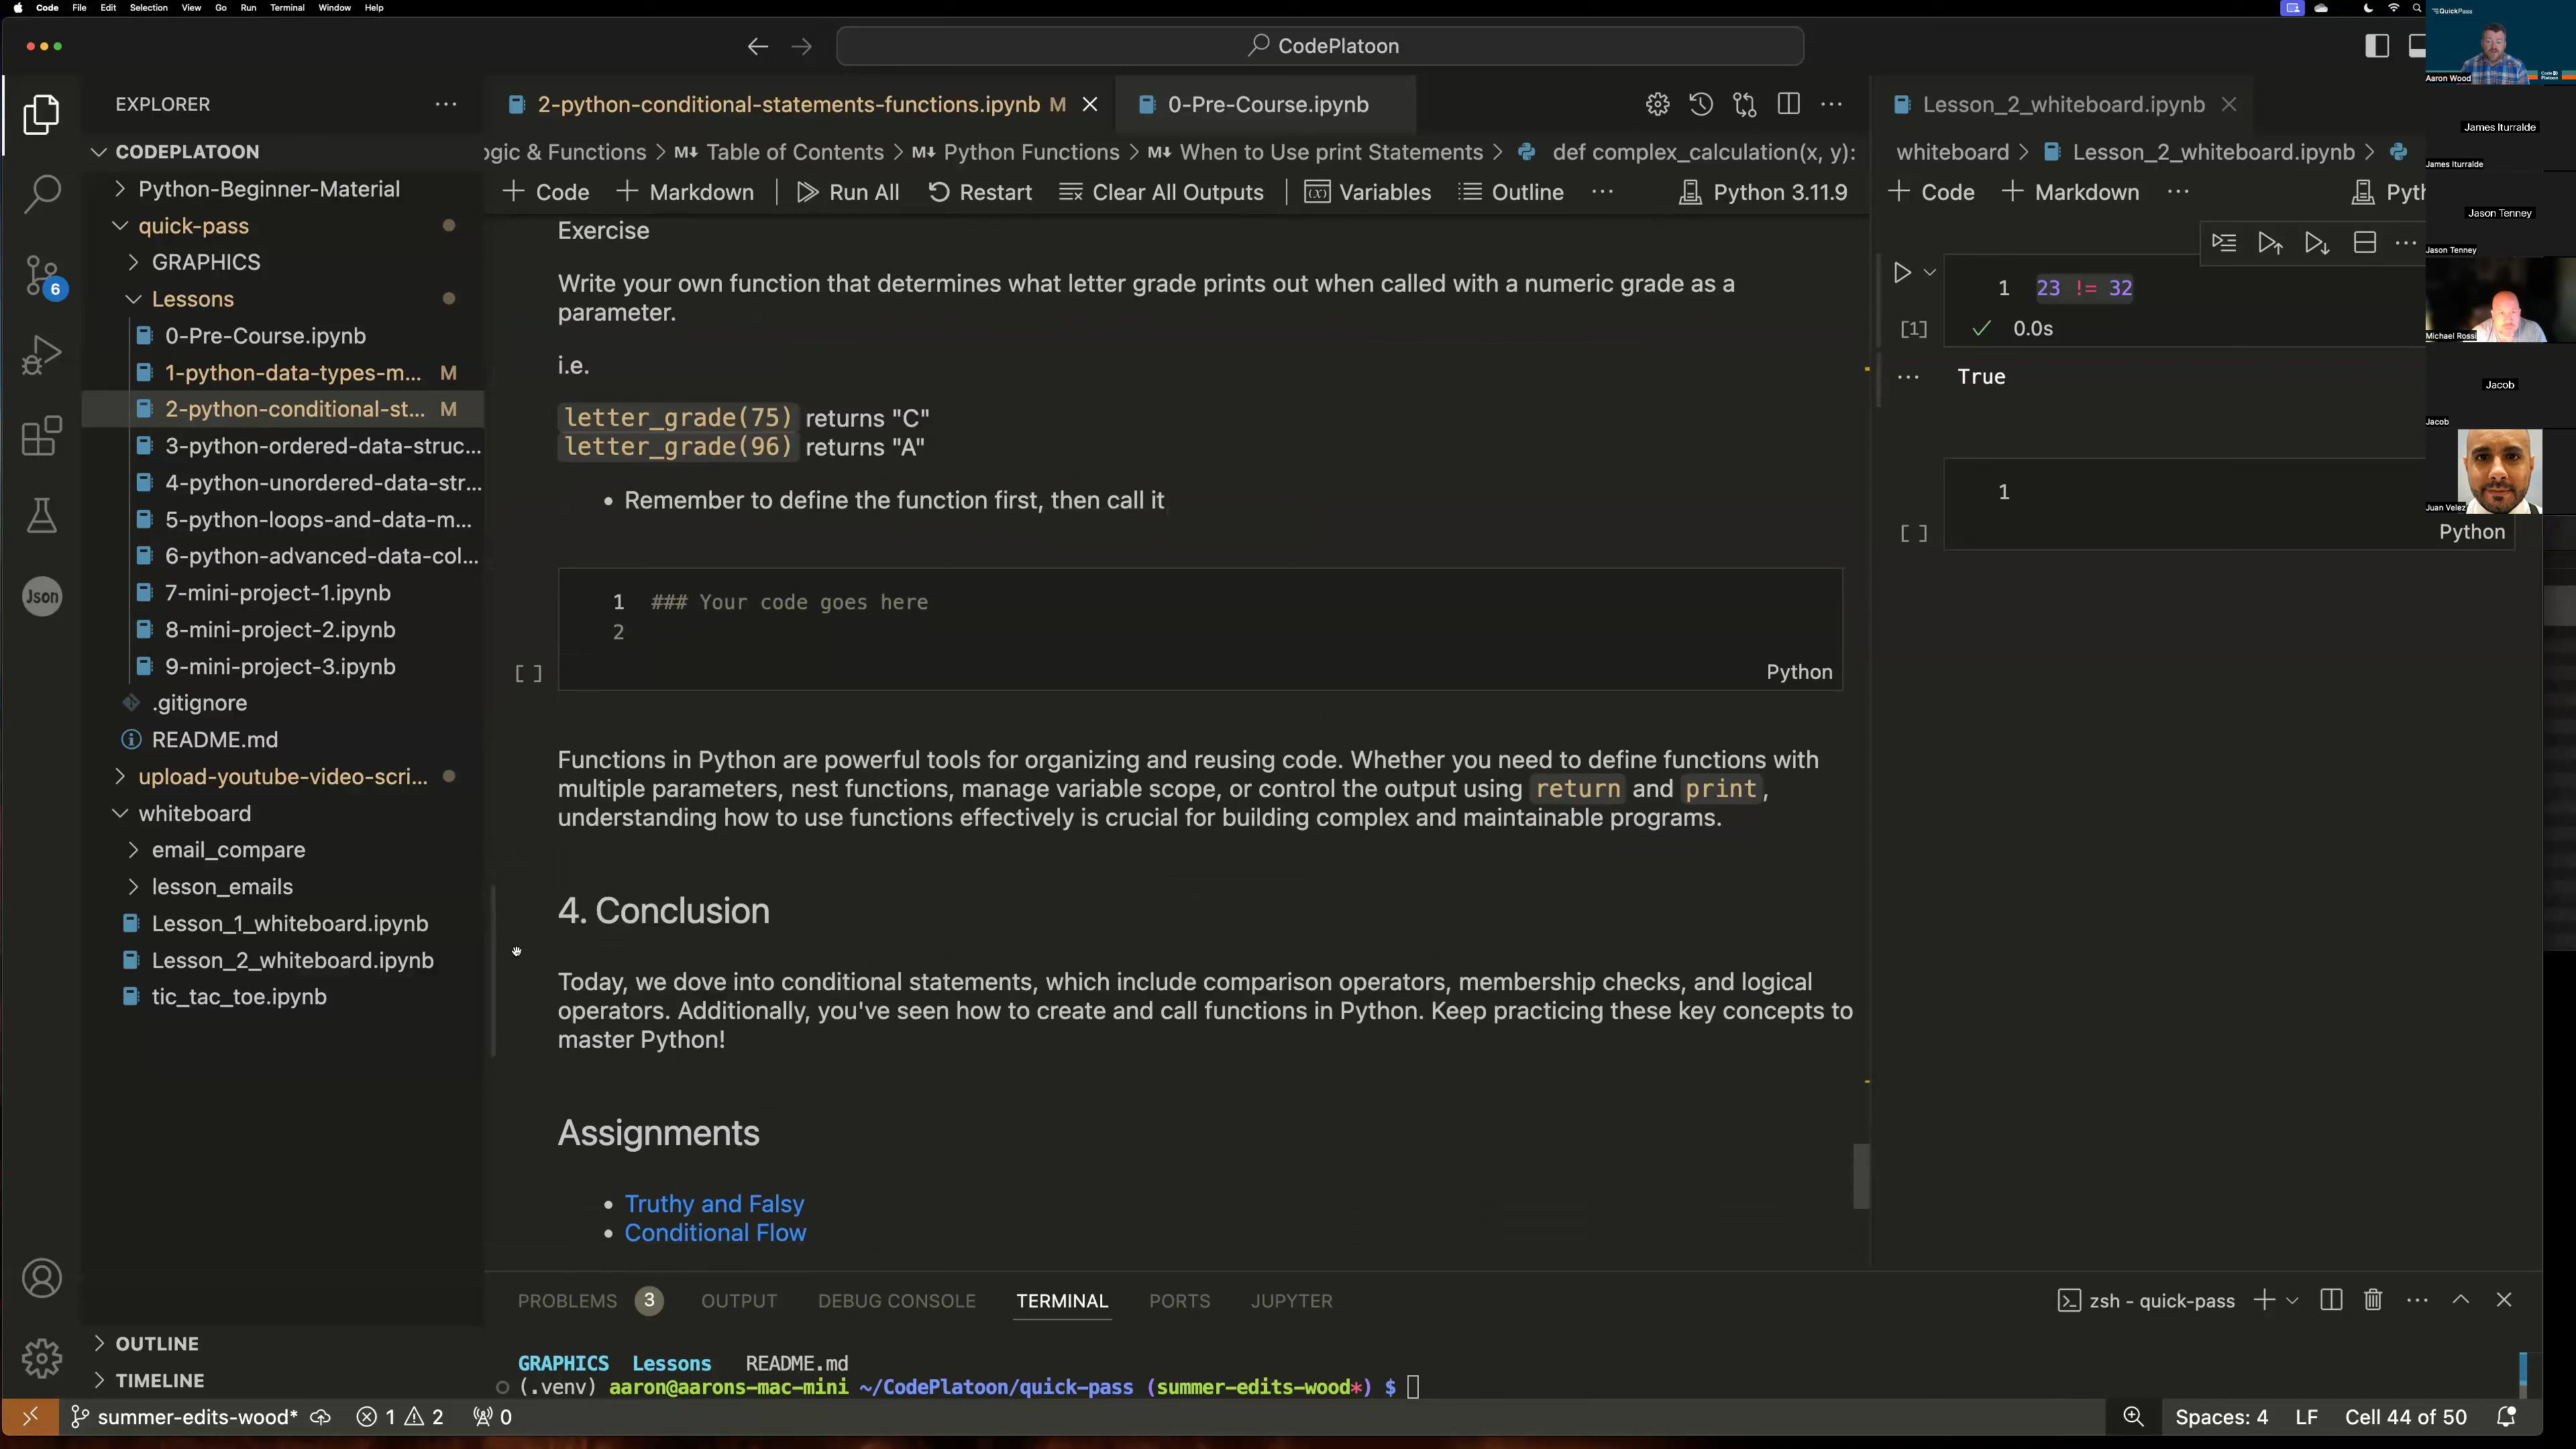 Code File Edit Selection View Go Run Terminal Window Help
CodePlatoon
EXPLORER
CODEPLATOON
Python-Beginner-Material
quick-pass
GRAPHICS
Lessons
0-Pre-Course.ipynb
1-python-data-types-m... M
2-python-conditional-st... M
3-python-ordered-data-struc...
4-python-unordered-data-str...
5-python-loops-and-data-m...
6-python-advanced-data-col...
7-mini-project-1.ipynb
8-mini-project-2.ipynb
9-mini-project-3.ipynb
.gitignore
README.md
upload-youtube-video-scri...
whiteboard
email_compare
lesson_emails
Lesson_1_whiteboard.ipynb
Lesson_2_whiteboard.ipynb
tic_tac_toe.ipynb
OUTLINE
TIMELINE
6
Json
2-python-conditional-statements-functions.ipynb M
0-Pre-Course.ipynb
ogic & Functions > M↓ Table of Contents > M↓ Python Functions > M↓ When to Use print Statements > def complex_calculation(x, y):
+ Code + Markdown Run All Restart Clear All Outputs Variables Outline ... Python 3.11.9
Exercise
Write your own function that determines what letter grade prints out when called with a numeric grade as a
parameter.
i.e.
letter_grade(75) returns "C"
letter_grade(96) returns "A"
• Remember to define the function first, then call it
1 ### Your code goes here
2
[ ]
Python
Functions in Python are powerful tools for organizing and reusing code. Whether you need to define functions with
multiple parameters, nest functions, manage variable scope, or control the output using return and print,
understanding how to use functions effectively is crucial for building complex and maintainable programs.
4. Conclusion
Today, we dove into conditional statements, which include comparison operators, membership checks, and logical
operators. Additionally, you've seen how to create and call functions in Python. Keep practicing these key concepts to
master Python!
Assignments
• Truthy and Falsy
• Conditional Flow
Lesson_2_whiteboard.ipynb
whiteboard > Lesson_2_whiteboard.ipynb >
+ Code + Markdown ... Pyth
1 23 != 32
[1] 0.0s
... True
1
[ ]
Python
QuickPass
Aaron Wood
James Iturralde
James Iturralde
Jason Tenney
Jason Tenney
Michael Rossi
Jacob
Jacob
Juan Velez
PROBLEMS 3 OUTPUT DEBUG CONSOLE TERMINAL PORTS JUPYTER
zsh - quick-pass
GRAPHICS Lessons README.md
(.venv) aaron@aarons-mac-mini ~/CodePlatoon/quick-pass (summer-edits-wood*) $
summer-edits-wood* 1 2 0
Spaces: 4 LF Cell 44 of 50